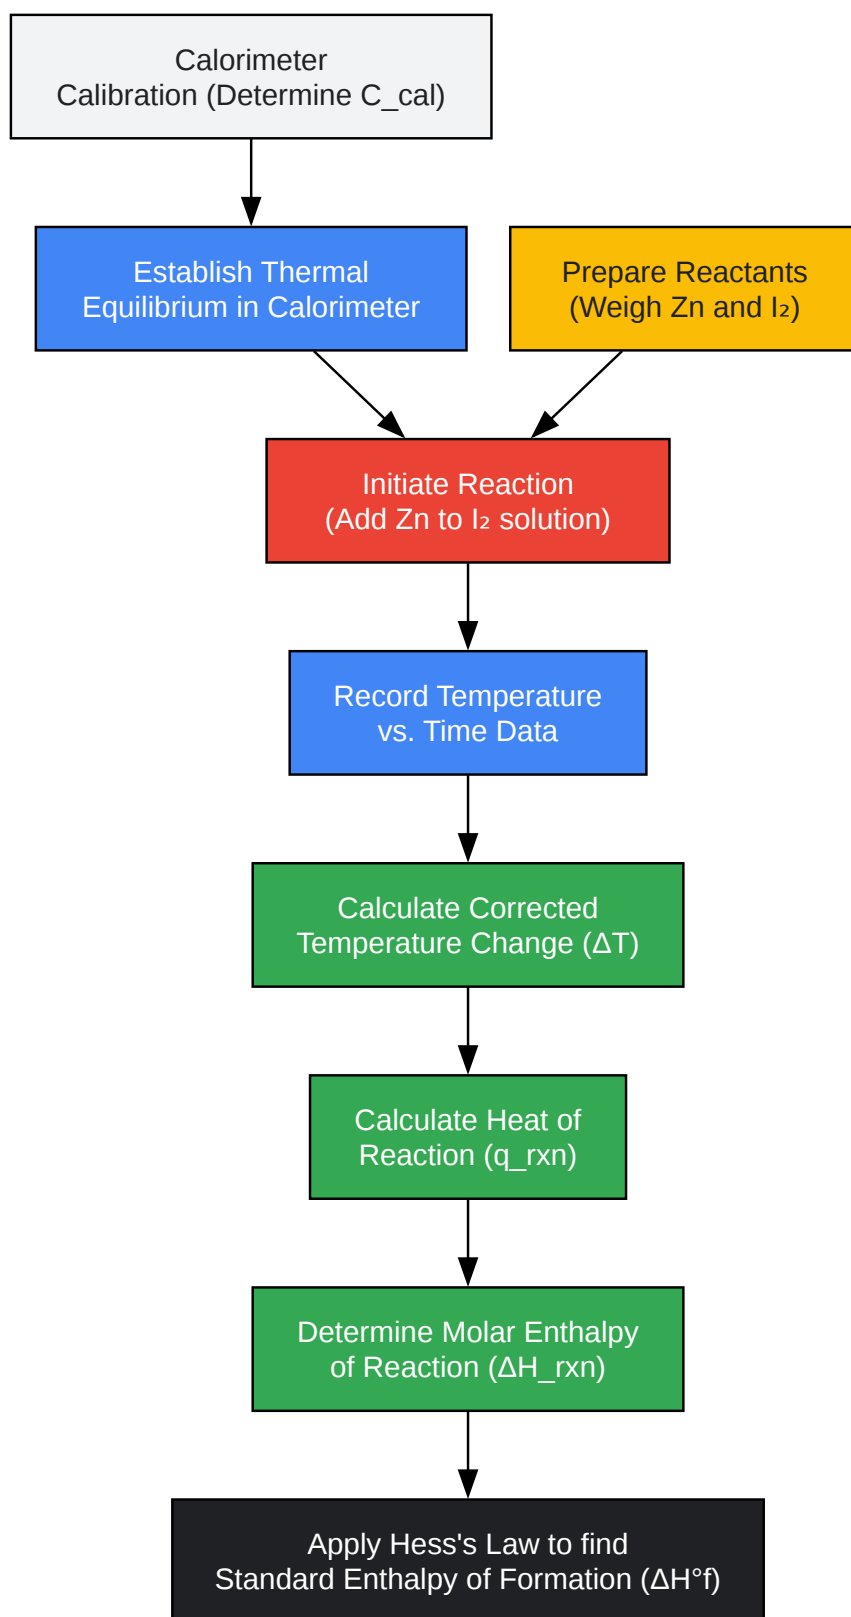 Calorimeter
Calibration (Determine C_cal)
Establish Thermal
Equilibrium in Calorimeter
Prepare Reactants
(Weigh Zn and I₂)
Initiate Reaction
(Add Zn to I₂ solution)
Record Temperature
vs. Time Data
Calculate Corrected
Temperature Change (ΔT)
Calculate Heat of
Reaction (q_rxn)
Determine Molar Enthalpy
of Reaction (ΔH_rxn)
Apply Hess's Law to find
Standard Enthalpy of Formation (ΔH°f)